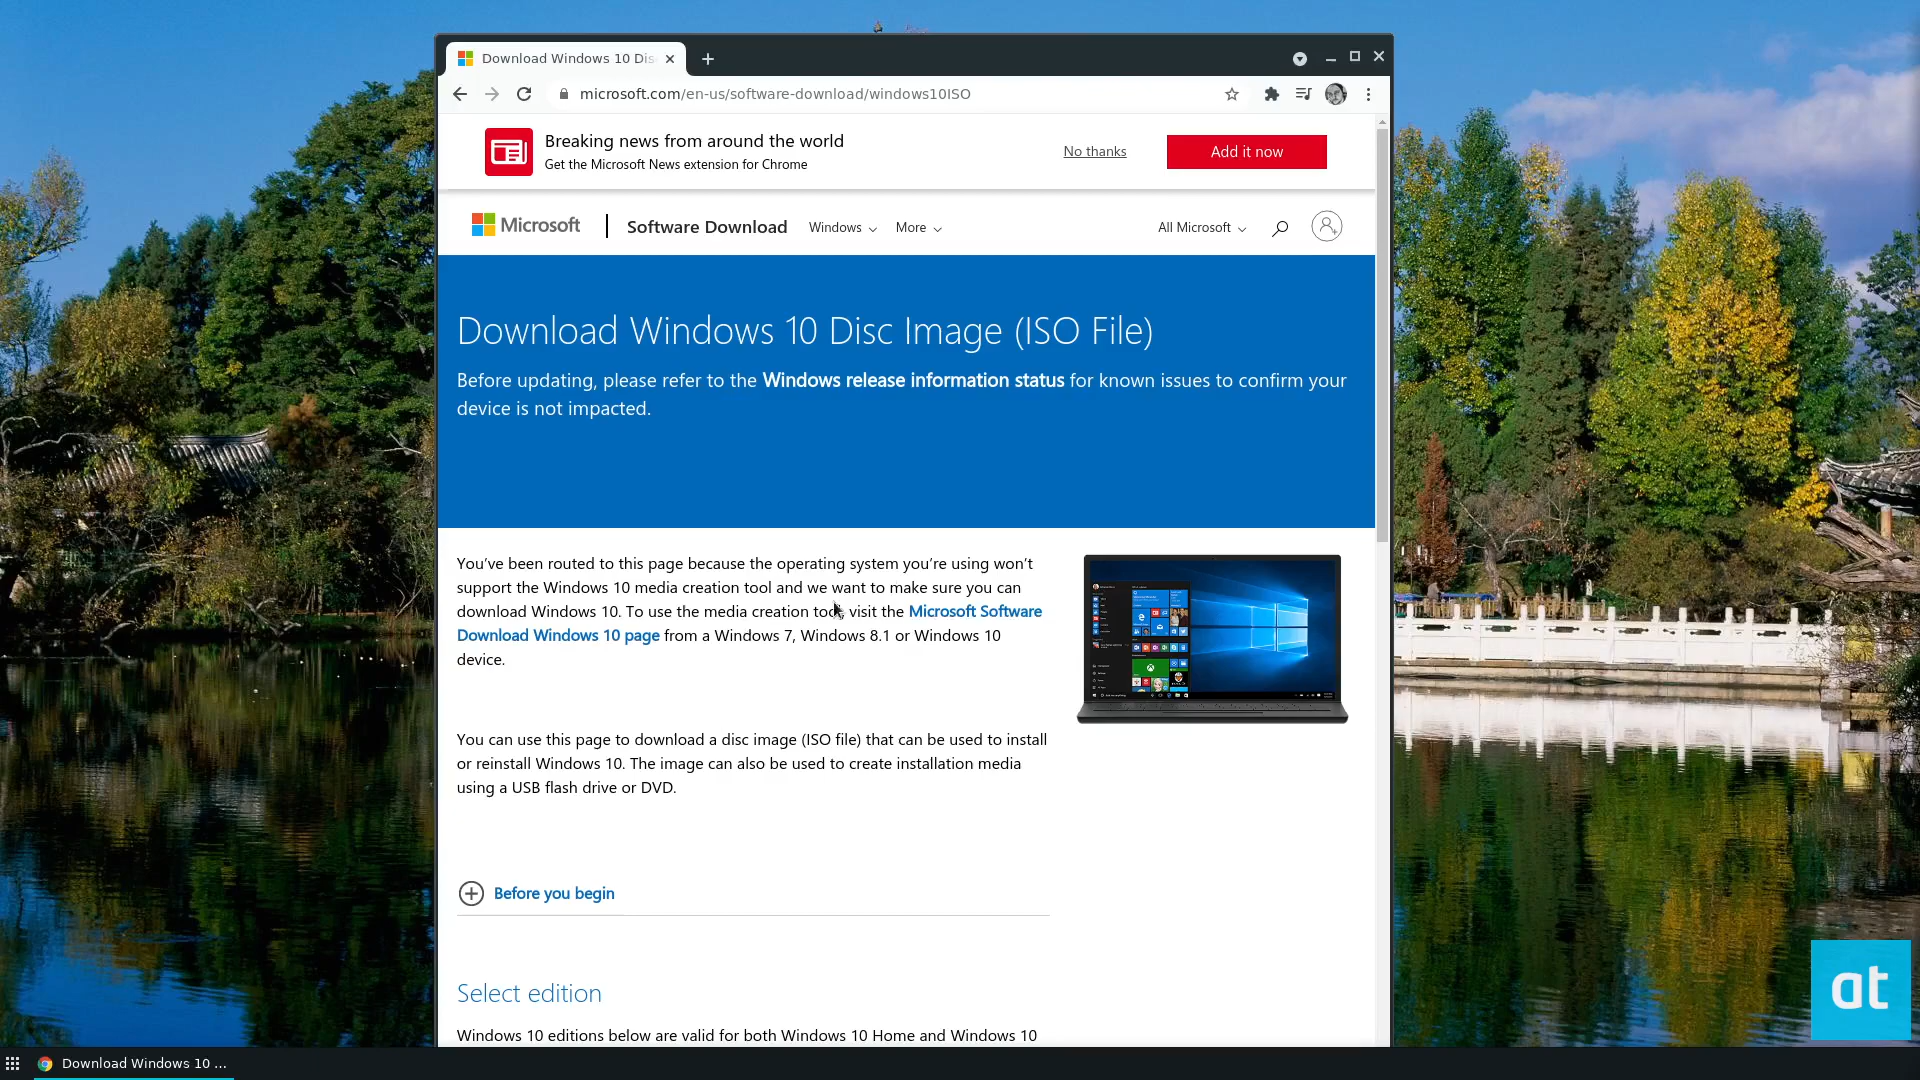 Download Windows 10 Dis
microsoft.com/en-us/software-download/windows10ISO
Breaking news from around the world
Get the Microsoft News extension for Chrome
No thanks
Add it now
Microsoft
Software Download
Windows
More
All Microsoft
Download Windows 10 Disc Image (ISO File)
Before updating, please refer to the Windows release information status for known issues to confirm your
device is not impacted.
You’ve been routed to this page because the operating system you’re using won’t
support the Windows 10 media creation tool and we want to make sure you can
download Windows 10. To use the media creation tool, visit the Microsoft Software
Download Windows 10 page from a Windows 7, Windows 8.1 or Windows 10
device.
You can use this page to download a disc image (ISO file) that can be used to install
or reinstall Windows 10. The image can also be used to create installation media
using a USB flash drive or DVD.
Before you begin
Select edition
Windows 10 editions below are valid for both Windows 10 Home and Windows 10
at
Download Windows 10 ...